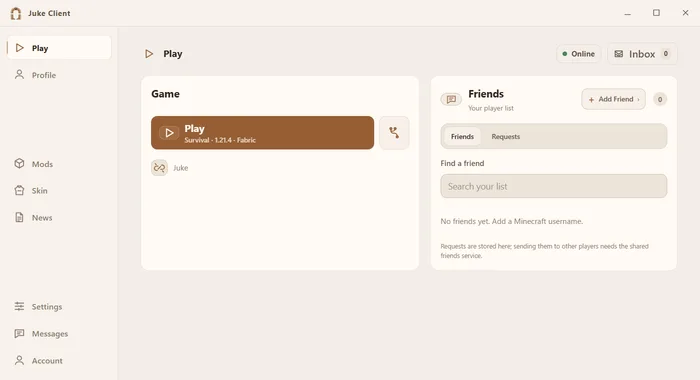 Juke Client
Play
Profile
Mods
Skin
News
Settings
Messages
Account
Play
Online
Inbox 0
Game
Play
Survival · 1.21.4 · Fabric
Juke
Friends
Your player list
+ Add Friend ›
0
Friends
Requests
Find a friend
Search your list
No friends yet. Add a Minecraft username.
Requests are stored here; sending them to other players needs the shared
friends service.